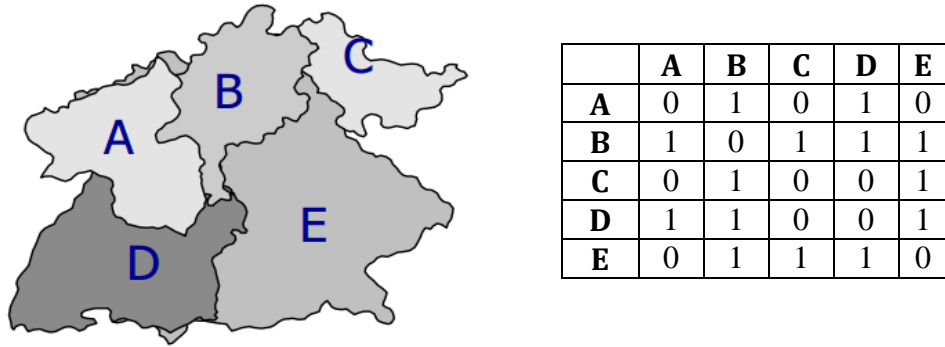 C
B
A
E
D
A B C D E
A 0 1 0 1 0
B 1 0 1 1 1
C 0 1 0 0 1
D 1 1 0 0 1
E 0 1 1 1 0